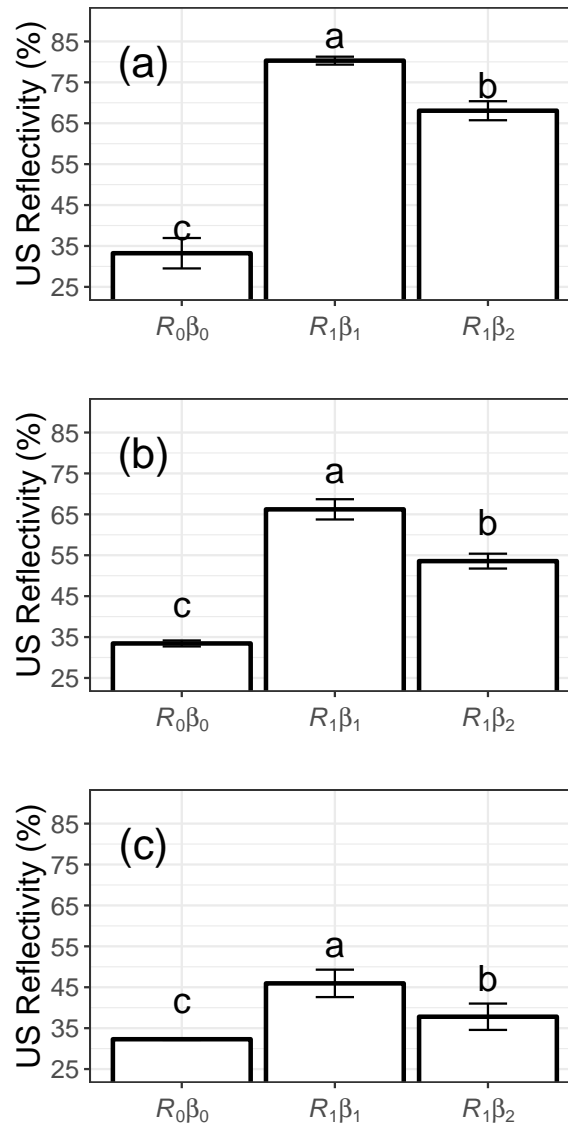 US Reflectivity (%)
85
75
65
55
45
35
25
(a)
c
a
b
R₀β₀
R₁β₁
R₁β₂
US Reflectivity (%)
85
75
65
55
45
35
25
(b)
c
a
b
R₀β₀
R₁β₁
R₁β₂
US Reflectivity (%)
85
75
65
55
45
35
25
(c)
c
a
b
R₀β₀
R₁β₁
R₁β₂